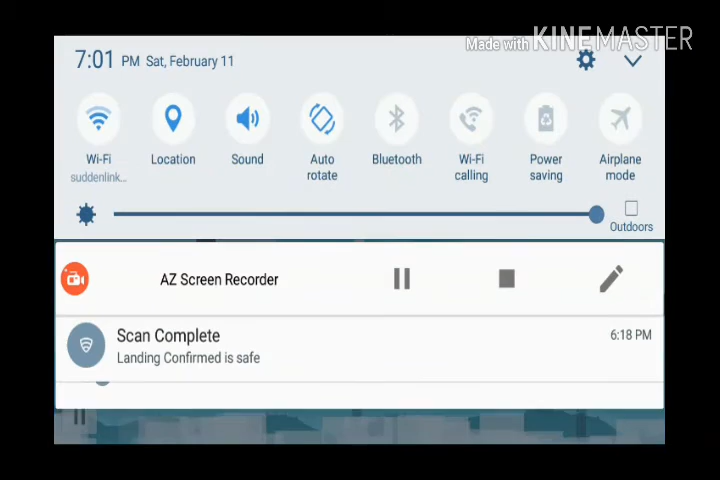 Made with KINEMASTER
7:01 PM Sat, February 11
Wi-Fi
suddenlink...
Location
Sound
Auto
rotate
Bluetooth
Wi-Fi
calling
Power
saving
Airplane
mode
Outdoors
AZ Screen Recorder
Scan Complete
6:18 PM
Landing Confirmed is safe